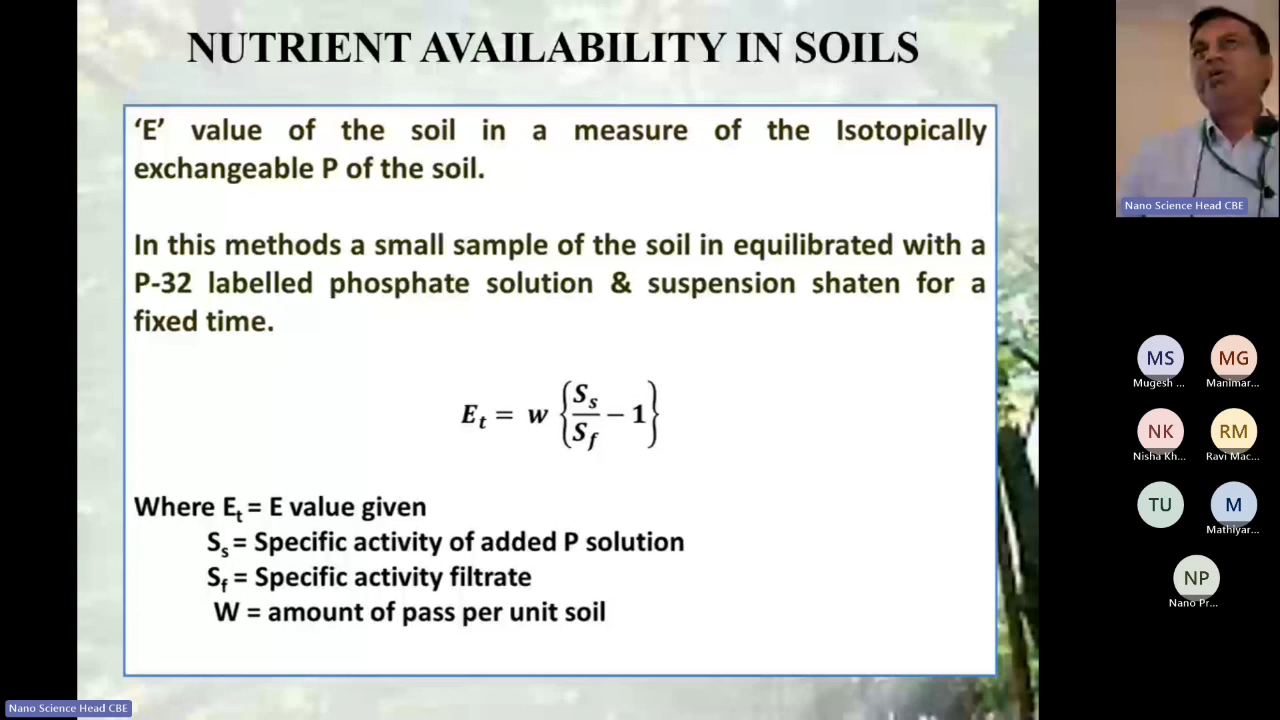 NUTRIENT AVAILABILITY IN SOILS
‘E’ value of the soil in a measure of the Isotopically
exchangeable P of the soil.
In this methods a small sample of the soil in equilibrated with a
P-32 labelled phosphate solution & suspension shaten for a
fixed time.
E_t = w {S_s/S_f − 1}
Where E_t = E value given
S_s = Specific activity of added P solution
S_f = Specific activity filtrate
W = amount of pass per unit soil
Nano Science Head CBE
Nano Science Head CBE
MS
MG
Mugesh ...
Manimar...
NK
RM
Nisha Kh...
Ravi Mac...
TU
M
Mathiyar...
NP
Nano Pr...